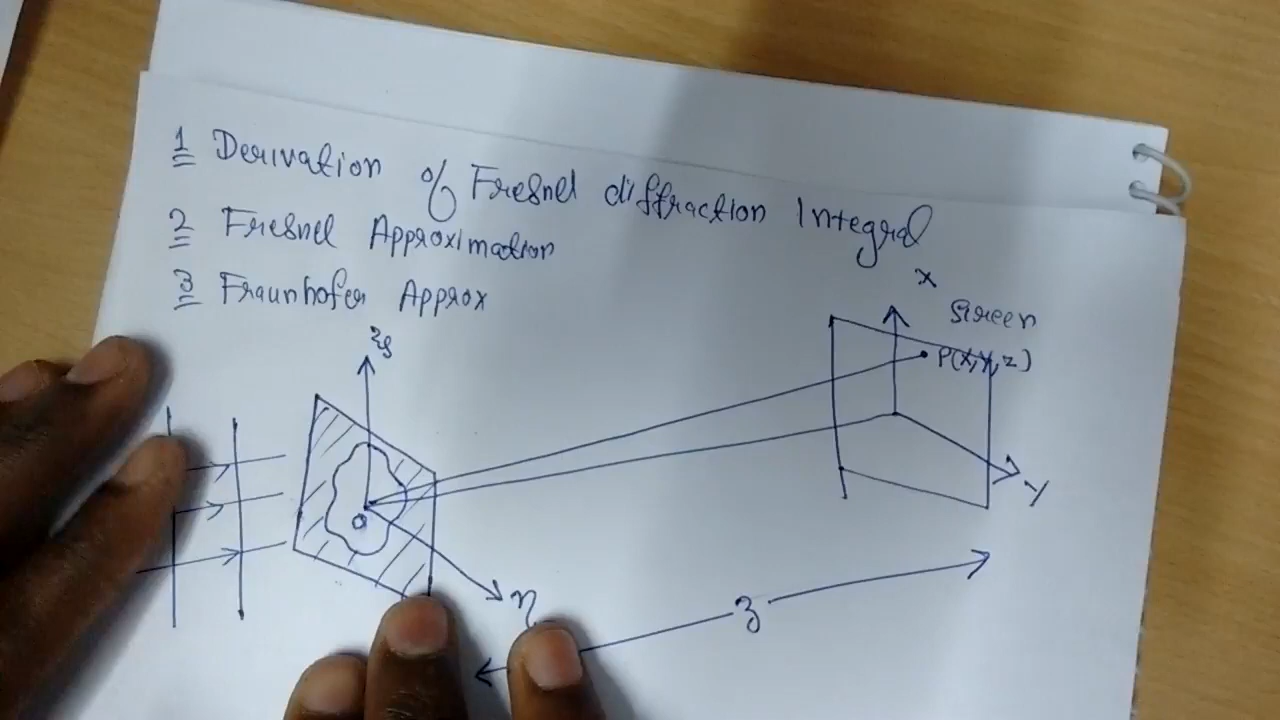 1 Derivation of Fresnel diffraction Integral
2 Fresnel Approximation
3 Fraunhofer Approx
x
Screen
P(x,y,z)
ξ
y
O
η
z